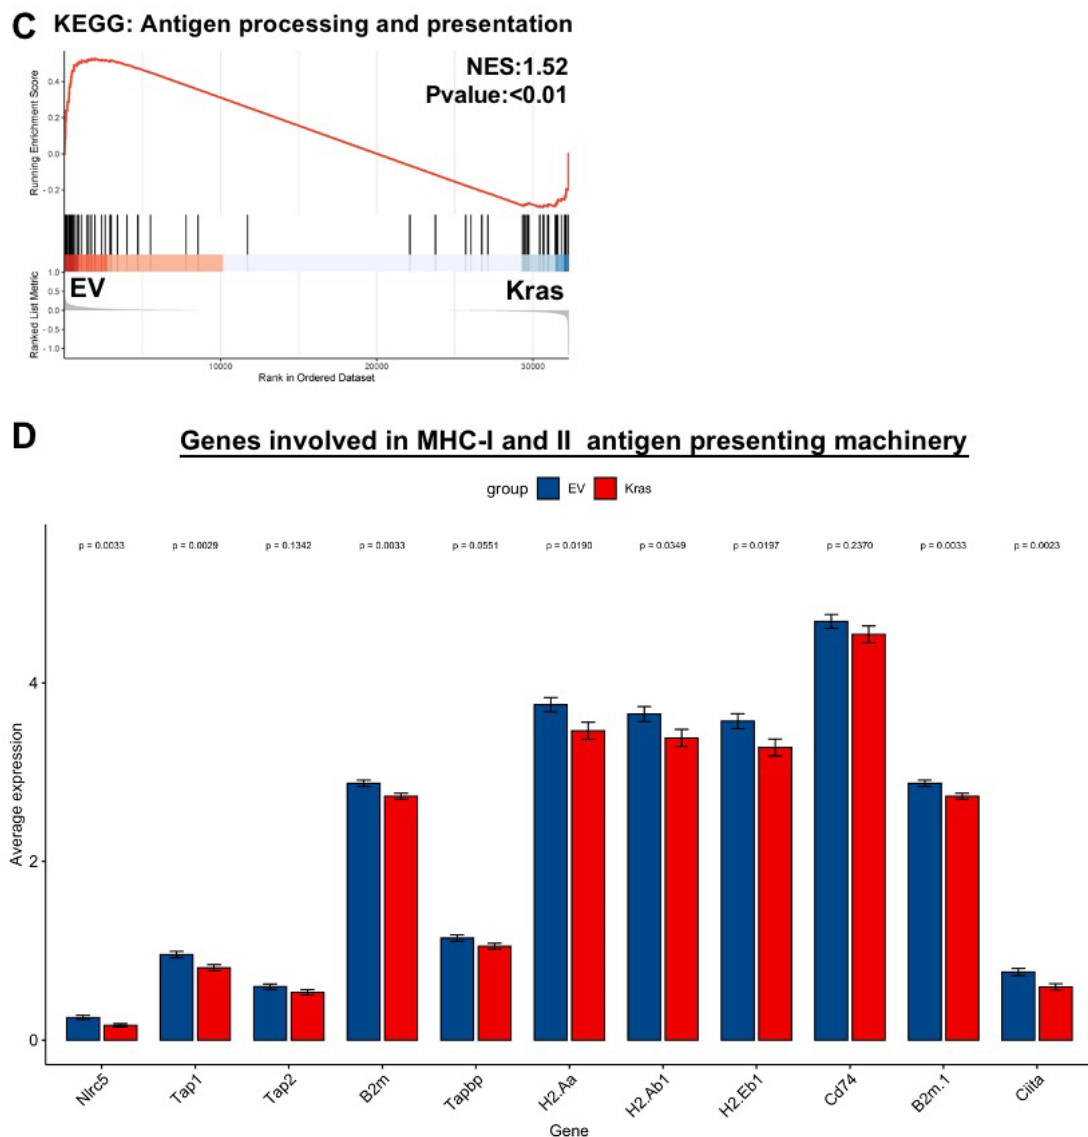 C KEGG: Antigen processing and presentation
NES:1.52
Pvalue:<0.01
Running Enrichment Score
0.4
0.2
0.0
-0.2
EV
Kras
Ranked List Metric
1.0
0.5
0.0
-0.5
-1.0
10000
20000
30000
Rank in Ordered Dataset
D Genes involved in MHC-I and II antigen presenting machinery
group EV Kras
p = 0.0033 p = 0.0029 p = 0.1342 p = 0.0033 p = 0.0551 p = 0.0190 p = 0.0349 p = 0.0197 p = 0.2370 p = 0.0033 p = 0.0023
Average expression
4
2
0
Nlrc5 Tap1 Tap2 B2m Tapbp H2.Aa H2.Ab1 H2.Eb1 Cd74 B2m.1 Ciita
Gene